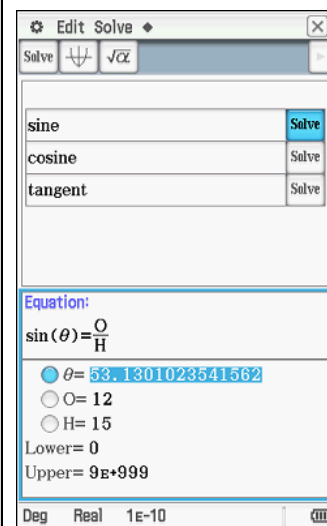 Edit Solve
Solve √α
sine Solve
cosine Solve
tangent Solve
Equation:
sin(θ)=O/H
θ= 53.1301023541562
O= 12
H= 15
Lower= 0
Upper= 9E+999
Deg Real 1E-10